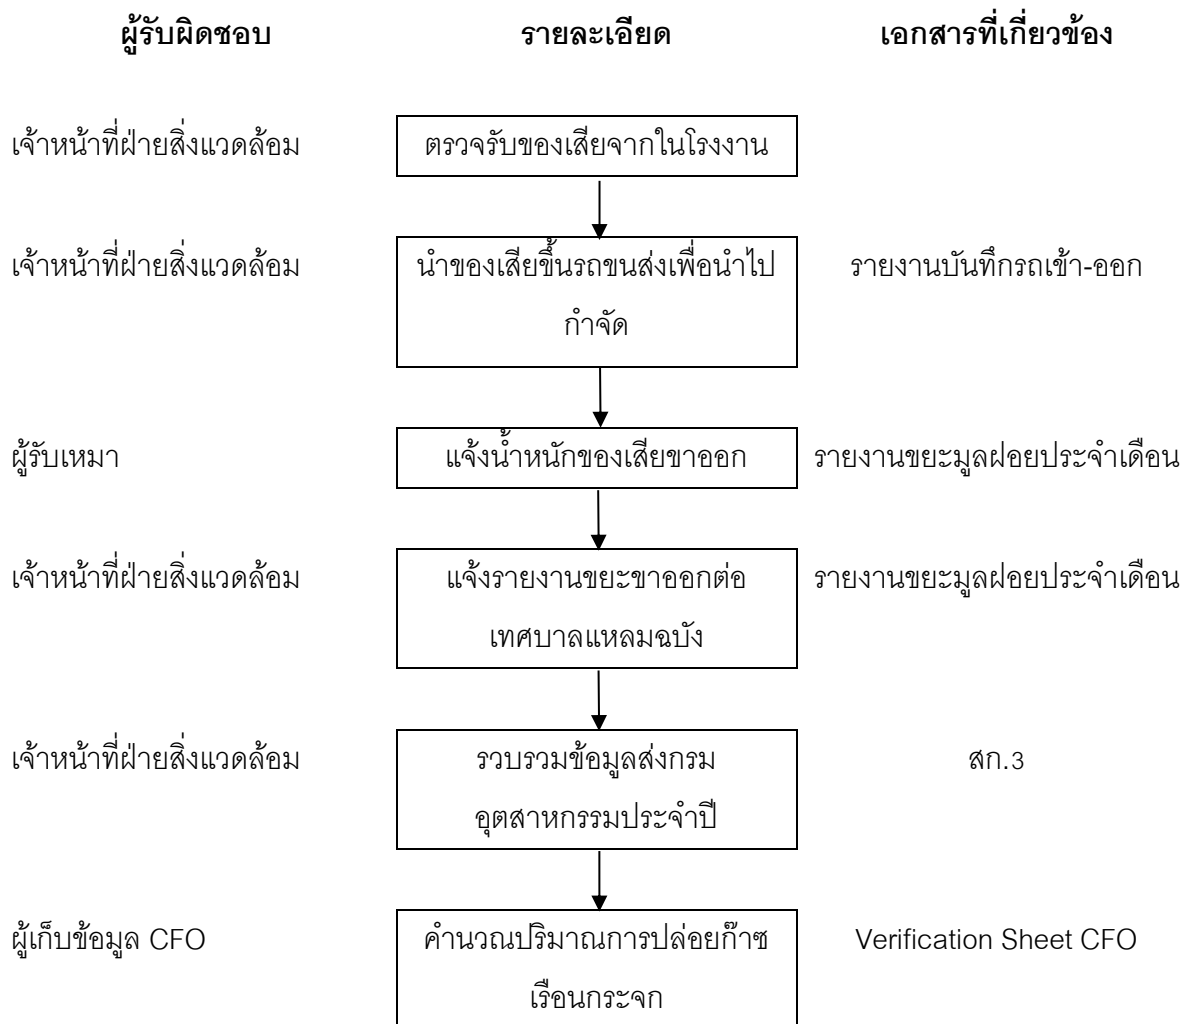 ผู้รับผิดชอบ รายละเอียด เอกสารที่เกี่ยวข้อง
เจ้าหน้าที่ฝ่ายสิ่งแวดล้อม ตรวจรับของเสียจากในโรงงาน
เจ้าหน้าที่ฝ่ายสิ่งแวดล้อม นำของเสียขึ้นรถขนส่งเพื่อนำไป รายงานบันทึกรถเข้า-ออก
กำจัด
ผู้รับเหมา แจ้งน้ำหนักของเสียขาออก รายงานขยะมูลฝอยประจำเดือน
เจ้าหน้าที่ฝ่ายสิ่งแวดล้อม แจ้งรายงานขยะขาออกต่อ รายงานขยะมูลฝอยประจำเดือน
เทศบาลแหลมฉบัง
เจ้าหน้าที่ฝ่ายสิ่งแวดล้อม รวบรวมข้อมูลส่งกรม สก.3
อุตสาหกรรมประจำปี
ผู้เก็บข้อมูล CFO คำนวณปริมาณการปล่อยก๊าซ Verification Sheet CFO
เรือนกระจก